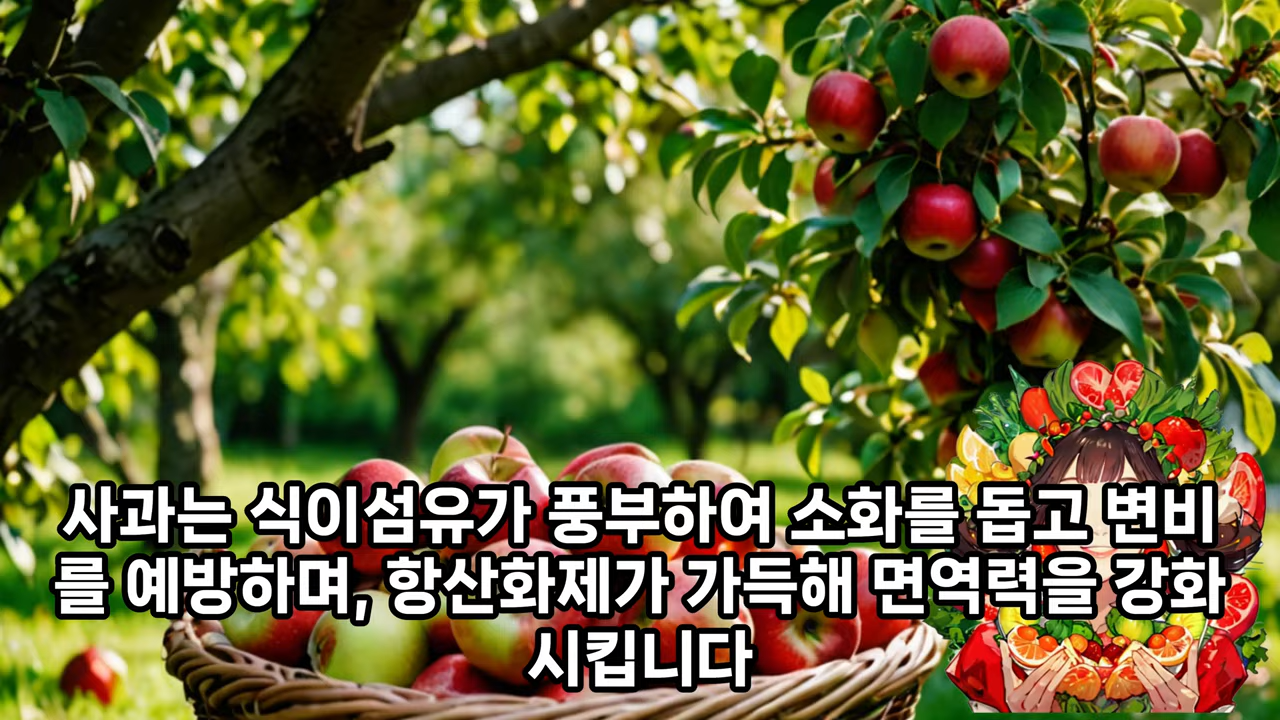 사과는 식이섬유가 풍부하여 소화를 돕고 변비
를 예방하며, 항산화제가 가득해 면역력을 강화
시킵니다